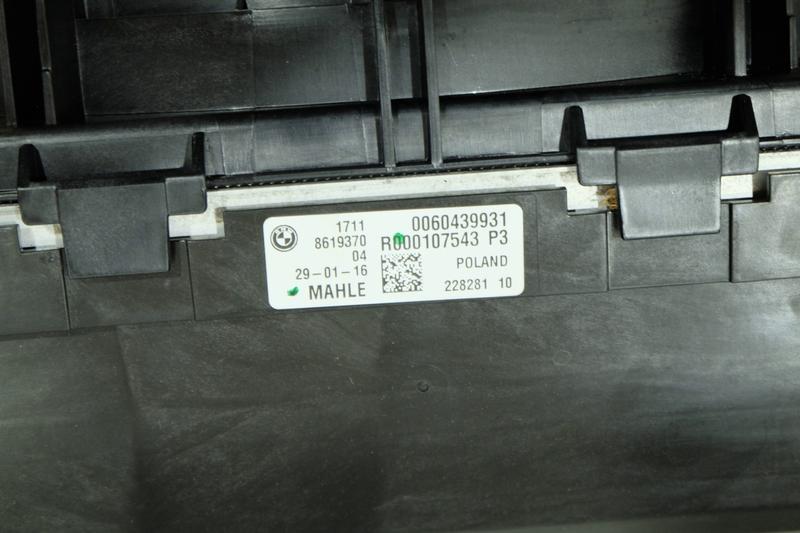 1711 0060439931
8619370 R000107543 P3
04
29-01-16 POLAND
MAHLE 228281 10